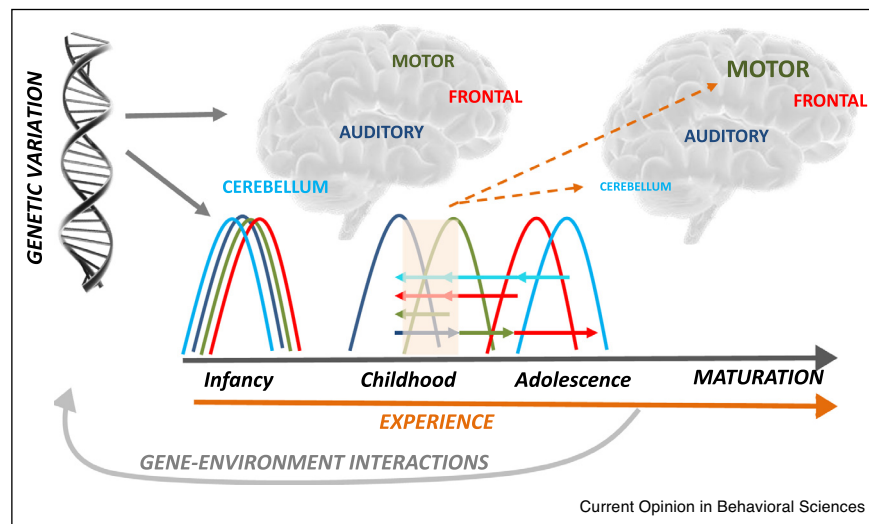 GENETIC VARIATION
MOTOR
FRONTAL
AUDITORY
CEREBELLUM
MOTOR
FRONTAL
AUDITORY
CEREBELLUM
Infancy
Childhood
Adolescence
MATURATION
EXPERIENCE
GENE-ENVIRONMENT INTERACTIONS
Current Opinion in Behavioral Sciences